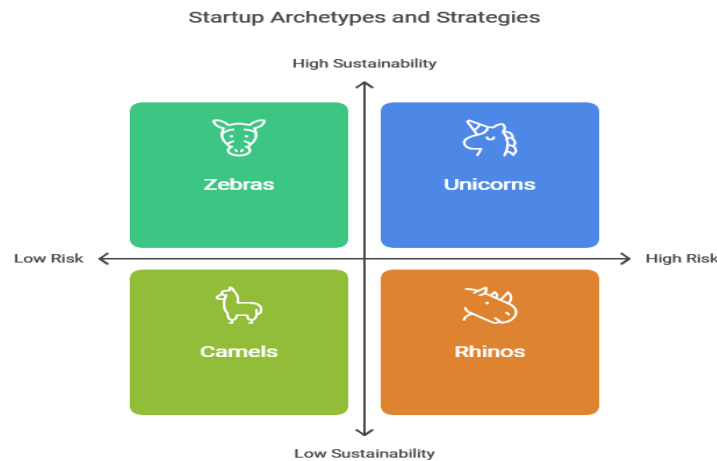 Startup Archetypes and Strategies
High Sustainability
Zebras
Unicorns
Low Risk
High Risk
Camels
Rhinos
Low Sustainability